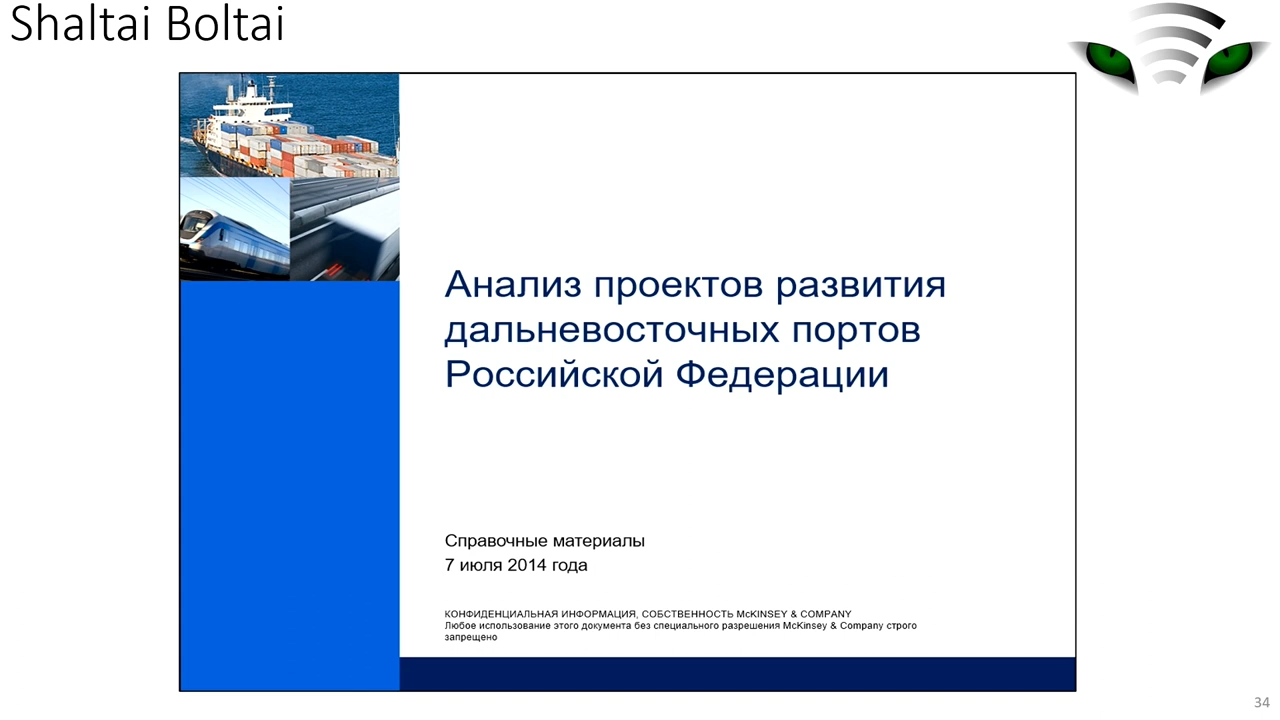 Shaltai Boltai
Анализ проектов развития
дальневосточных портов
Российской Федерации
Справочные материалы
7 июля 2014 года
КОНФИДЕНЦИАЛЬНАЯ ИНФОРМАЦИЯ, СОБСТВЕННОСТЬ McKINSEY & COMPANY
Любое использование этого документа без специального разрешения McKinsey & Company строго
запрещено
34